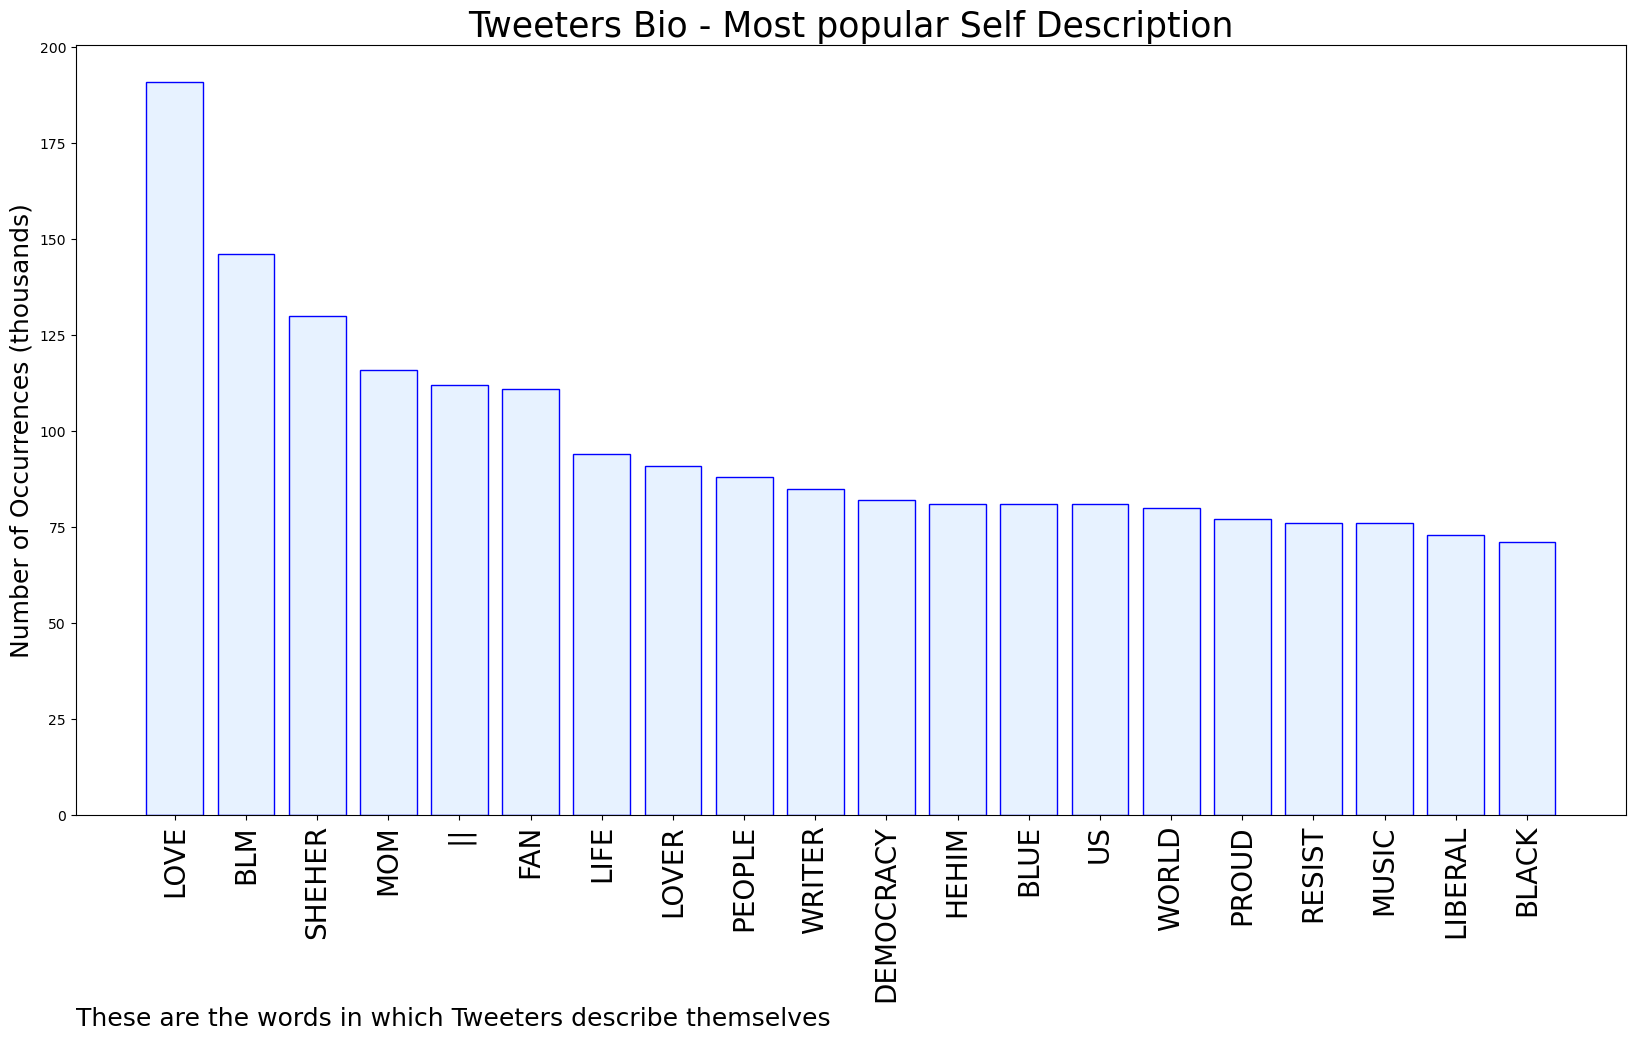 Tweeters Bio - Most popular Self Description
Number of Occurrences (thousands)
200
175
150
125
100
75
50
25
0
LOVE
BLM
SHEHER
MOM
||
FAN
LIFE
LOVER
PEOPLE
WRITER
DEMOCRACY
HEHIM
BLUE
US
WORLD
PROUD
RESIST
MUSIC
LIBERAL
BLACK
These are the words in which Tweeters describe themselves